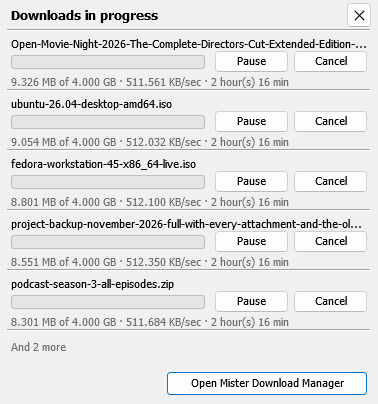 Downloads in progress
Open-Movie-Night-2026-The-Complete-Directors-Cut-Extended-Edition-...
Pause
Cancel
9.326 MB of 4.000 GB · 511.561 KB/sec · 2 hour(s) 16 min
ubuntu-26.04-desktop-amd64.iso
Pause
Cancel
9.054 MB of 4.000 GB · 512.032 KB/sec · 2 hour(s) 16 min
fedora-workstation-45-x86_64-live.iso
Pause
Cancel
8.801 MB of 4.000 GB · 512.100 KB/sec · 2 hour(s) 16 min
project-backup-november-2026-full-with-every-attachment-and-the-ol...
Pause
Cancel
8.551 MB of 4.000 GB · 512.350 KB/sec · 2 hour(s) 16 min
podcast-season-3-all-episodes.zip
Pause
Cancel
8.301 MB of 4.000 GB · 511.684 KB/sec · 2 hour(s) 16 min
And 2 more
Open Mister Download Manager